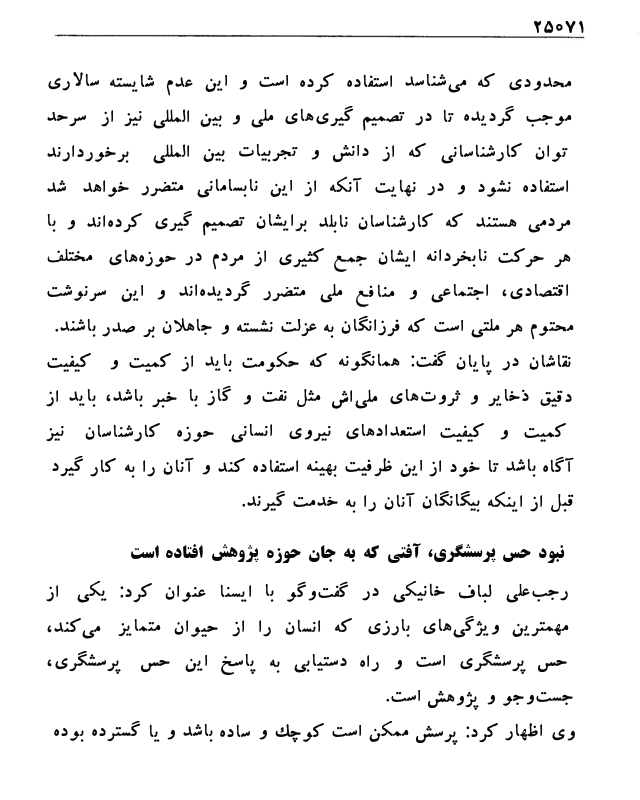 ۲۵۰۷۱
محدودی که می‌شناسد استفاده کرده است و این عدم شایسته سالاری
موجب گردیده تا در تصمیم گیری‌های ملی و بین المللی نیز از سرحد
توان کارشناسانی که از دانش و تجربیات بین المللی برخوردارند
استفاده نشود و در نهایت آنکه از این نابسامانی متضرر خواهد شد
مردمی هستند که کارشناسان نابلد برایشان تصمیم گیری کرده‌اند و با
هر حرکت نابخردانه ایشان جمع کثیری از مردم در حوزه‌های مختلف
اقتصادی، اجتماعی و منافع ملی متضرر گردیده‌اند و این سرنوشت
محتوم هر ملتی است که فرزانگان به عزلت نشسته و جاهلان بر صدر باشند.
نقاشان در پایان گفت: همانگونه که حکومت باید از کمیت و کیفیت
دقیق ذخایر و ثروت‌های ملی‌اش مثل نفت و گاز با خبر باشد، باید از
کمیت و کیفیت استعدادهای نیروی انسانی حوزه کارشناسان نیز
آگاه باشد تا خود از این ظرفیت بهینه استفاده کند و آنان را به کار گیرد
قبل از اینکه بیگانگان آنان را به خدمت گیرند.
نبود حس پرسشگری، آفتی که به جان حوزه پژوهش افتاده است
رجب‌علی لباف خانیکی در گفت‌وگو با ایسنا عنوان کرد: یکی از
مهمترین ویژگی‌های بارزی که انسان را از حیوان متمایز می‌کند،
حس پرسشگری است و راه دستیابی به پاسخ این حس پرسشگری،
جست‌وجو و پژوهش است.
وی اظهار کرد: پرسش ممکن است کوچك و ساده باشد و یا گسترده بوده